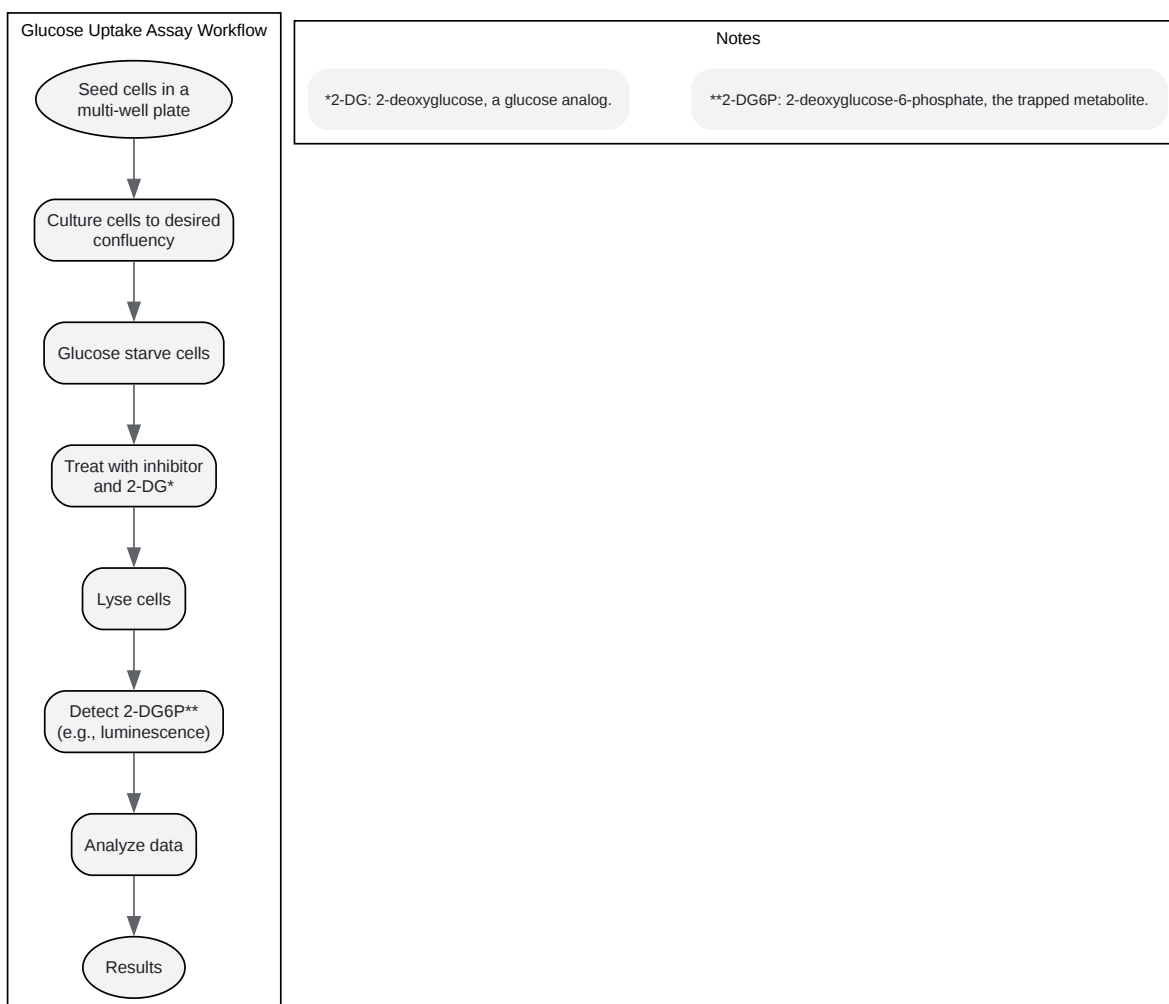 Glucose Uptake Assay Workflow
Seed cells in a
multi-well plate
Culture cells to desired
confluency
Glucose starve cells
Treat with inhibitor
and 2-DG*
Lyse cells
Detect 2-DG6P**
(e.g., luminescence)
Analyze data
Results
Notes
*2-DG: 2-deoxyglucose, a glucose analog.
**2-DG6P: 2-deoxyglucose-6-phosphate, the trapped metabolite.